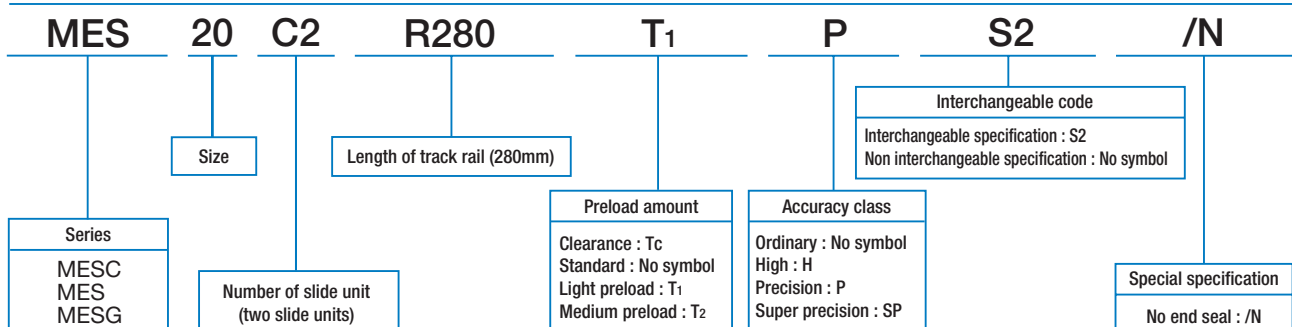 MES 20 C2 R280 T1 P S2 /N
Interchangeable code
Interchangeable specification : S2
Non interchangeable specification : No symbol
Size
Length of track rail (280mm)
Preload amount
Clearance : Tc
Standard : No symbol
Light preload : T1
Medium preload : T2
Accuracy class
Ordinary : No symbol
High : H
Precision : P
Super precision : SP
Series
MESC
MES
MESG
Number of slide unit
(two slide units)
Special specification
No end seal : /N